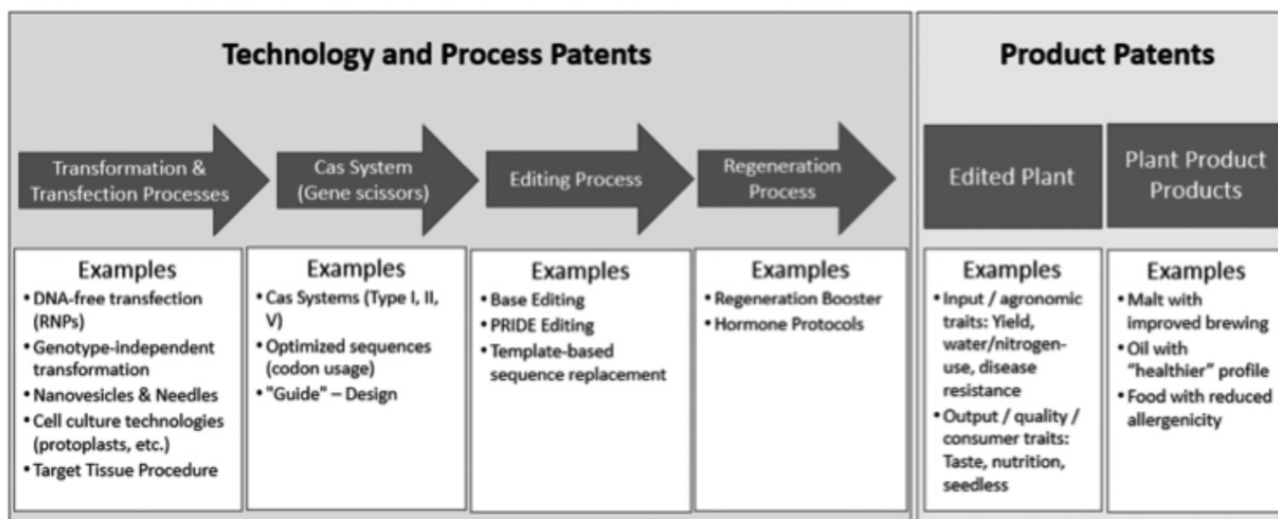 Technology and Process Patents
Product Patents
Transformation &
Transfection Processes
Cas System
(Gene scissors)
Editing Process
Regeneration
Process
Edited Plant
Plant Product
Products
Examples
• DNA-free transfection
(RNPs)
• Genotype-independent
transformation
• Nanovesicles & Needles
• Cell culture technologies
(protoplasts, etc.)
• Target Tissue Procedure
Examples
• Cas Systems (Type I, II,
V)
• Optimized sequences
(codon usage)
• "Guide" – Design
Examples
• Base Editing
• PRIDE Editing
• Template-based
sequence replacement
Examples
• Regeneration Booster
• Hormone Protocols
Examples
• Input / agronomic
traits: Yield,
water/nitrogen-
use, disease
resistance
• Output / quality /
consumer traits:
Taste, nutrition,
seedless
Examples
• Malt with
improved brewing
• Oil with
“healthier” profile
• Food with reduced
allergenicity